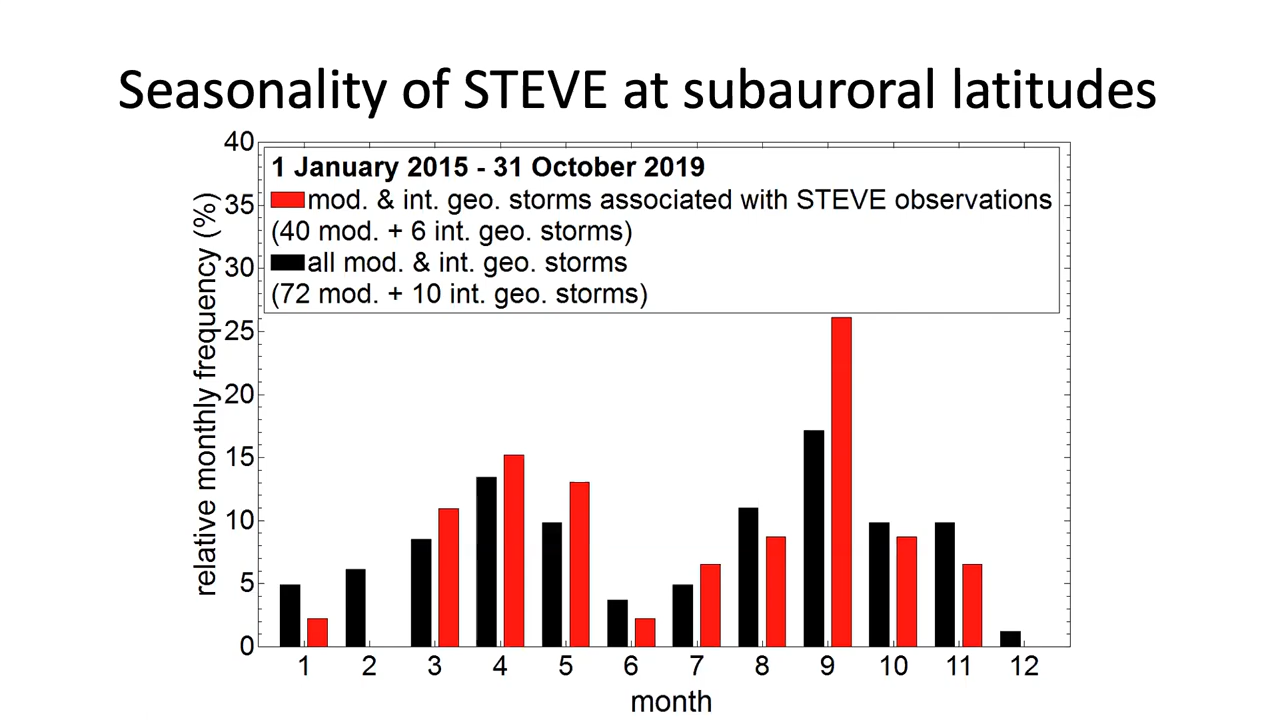 Seasonality of STEVE at subauroral latitudes
1 January 2015 - 31 October 2019
mod. & int. geo. storms associated with STEVE observations
(40 mod. + 6 int. geo. storms)
all mod. & int. geo. storms
(72 mod. + 10 int. geo. storms)
relative monthly frequency (%)
40
35
30
25
20
15
10
5
0
1 2 3 4 5 6 7 8 9 10 11 12
month